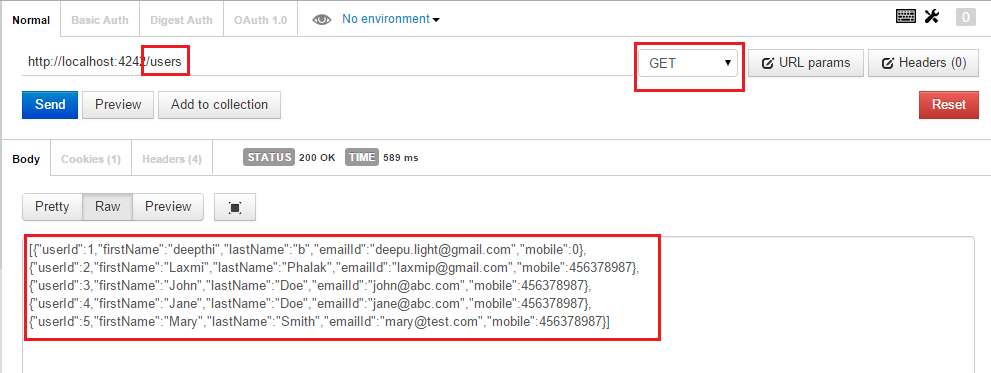 Normal Basic Auth Digest Auth OAuth 1.0 No environment 0
http://localhost:4242/users GET URL params Headers (0)
Send Preview Add to collection Reset
Body Cookies (1) Headers (4) STATUS 200 OK TIME 589 ms
Pretty Raw Preview
[{"userId":1,"firstName":"deepthi","lastName":"b","emailId":"deepu.light@gmail.com","mobile":0},
{"userId":2,"firstName":"Laxmi","lastName":"Phalak","emailId":"laxmip@gmail.com","mobile":456378987},
{"userId":3,"firstName":"John","lastName":"Doe","emailId":"john@abc.com","mobile":456378987},
{"userId":4,"firstName":"Jane","lastName":"Doe","emailId":"jane@abc.com","mobile":456378987},
{"userId":5,"firstName":"Mary","lastName":"Smith","emailId":"mary@test.com","mobile":456378987}]